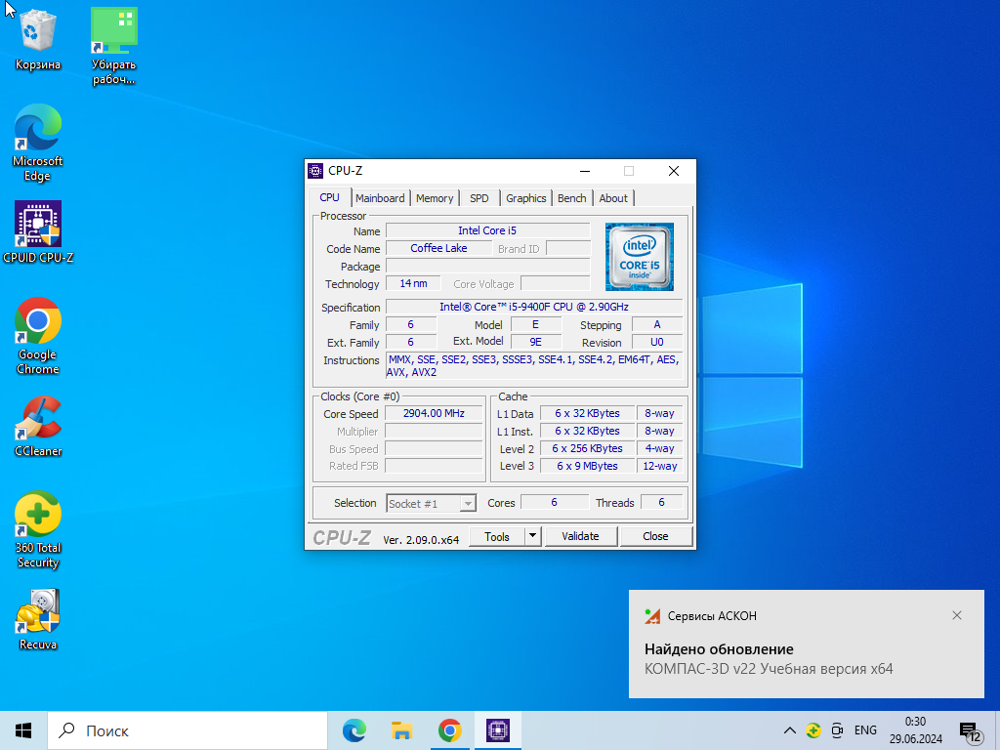 Корзина
Убирать
рабоч...
Microsoft
Edge
CPUID CPU-Z
Google
Chrome
CCleaner
360 Total
Security
Recuva
CPU-Z
CPU Mainboard Memory SPD Graphics Bench About
Processor
Name Intel Core i5
Code Name Coffee Lake Brand ID
Package
Technology 14 nm Core Voltage
intel
CORE i5
inside
Specification Intel® Core™ i5-9400F CPU @ 2.90GHz
Family 6 Model E Stepping A
Ext. Family 6 Ext. Model 9E Revision U0
Instructions MMX, SSE, SSE2, SSE3, SSSE3, SSE4.1, SSE4.2, EM64T, AES,
AVX, AVX2
Clocks (Core #0)
Core Speed 2904.00 MHz
Multiplier
Bus Speed
Rated FSB
Cache
L1 Data 6 x 32 KBytes 8-way
L1 Inst. 6 x 32 KBytes 8-way
Level 2 6 x 256 KBytes 4-way
Level 3 6 x 9 MBytes 12-way
Selection Socket #1 Cores 6 Threads 6
CPU-Z Ver. 2.09.0.x64 Tools Validate Close
Сервисы АСКОН
Найдено обновление
КОМПАС-3D v22 Учебная версия x64
Поиск
ENG
0:30
29.06.2024
12